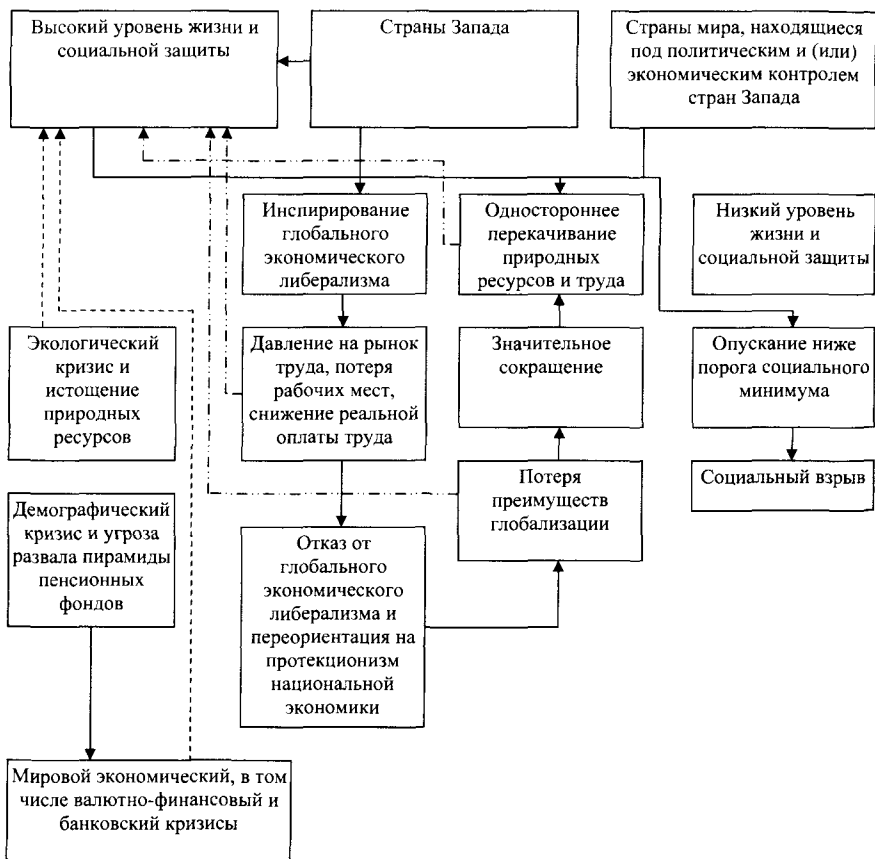 Высокий уровень жизни и
социальной защиты
Страны Запада
Страны мира, находящиеся
под политическим и (или)
экономическим контролем
стран Запада
Инспирирование
глобального
экономического
либерализма
Одностороннее
перекачивание
природных
ресурсов и труда
Низкий уровень
жизни и
социальной защиты
Экологический
кризис и
истощение
природных
ресурсов
Давление на рынок
труда, потеря
рабочих мест,
снижение реальной
оплаты труда
Значительное
сокращение
Опускание ниже
порога социального
минимума
Потеря
преимуществ
глобализации
Социальный взрыв
Демографический
кризис и угроза
развала пирамиды
пенсионных
фондов
Отказ от
глобального
экономического
либерализма и
переориентация на
протекционизм
национальной
экономики
Мировой экономический, в том
числе валютно-финансовый и
банковский кризисы